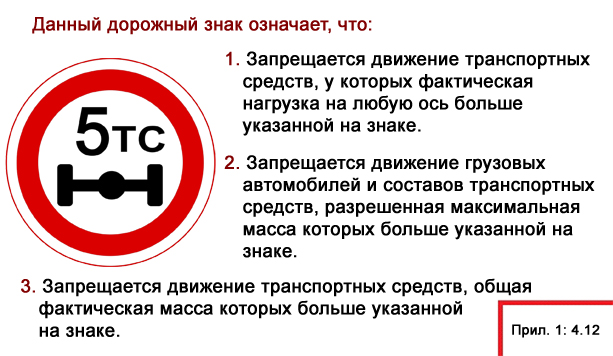 Данный дорожный знак означает, что:
5тс
1. Запрещается движение транспортных
средств, у которых фактическая
нагрузка на любую ось больше
указанной на знаке.
2. Запрещается движение грузовых
автомобилей и составов транспортных
средств, разрешенная максимальная
масса которых больше указанной на
знаке.
3. Запрещается движение транспортных средств, общая
фактическая масса которых больше указанной
на знаке.
Прил. 1: 4.12